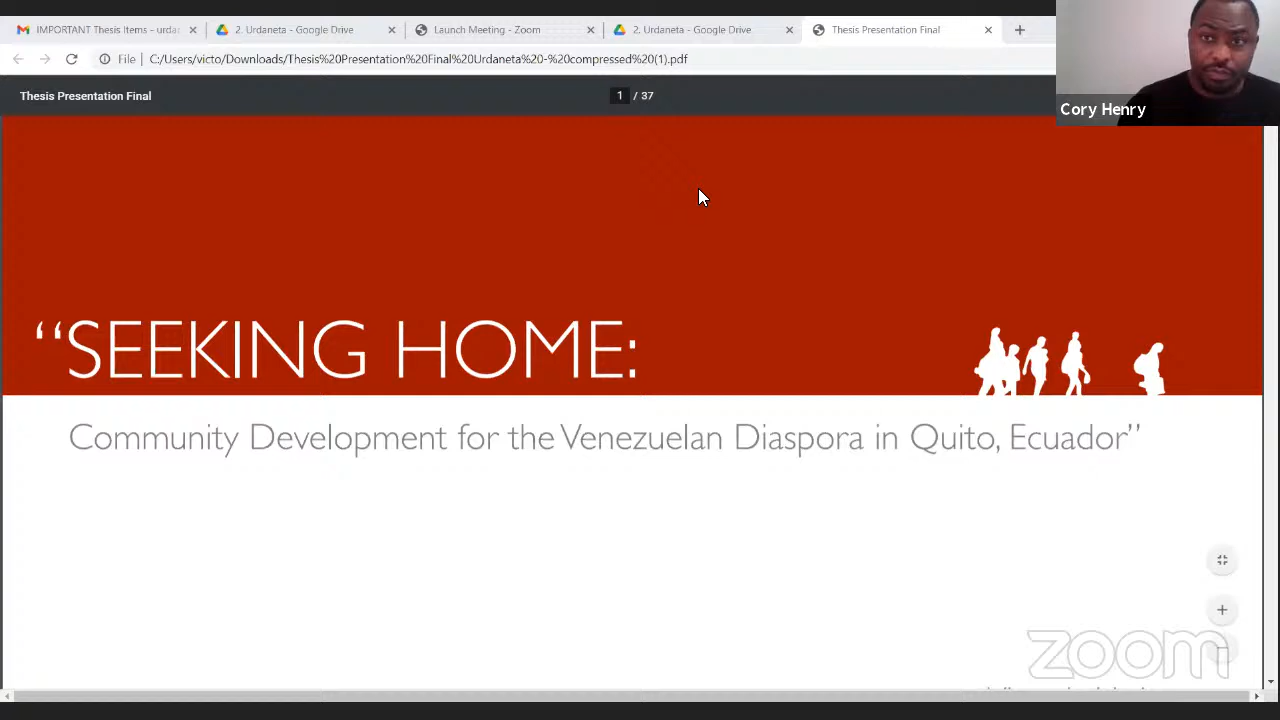 IMPORTANT Thesis Items - urda
2. Urdaneta - Google Drive
Launch Meeting - Zoom
2. Urdaneta - Google Drive
Thesis Presentation Final
File
C:/Users/victo/Downloads/Thesis%20Presentation%20Final%20Urdaneta%20-%20compressed%20(1).pdf
Thesis Presentation Final
1 / 37
Cory Henry
“SEEKING HOME:
Community Development for the Venezuelan Diaspora in Quito, Ecuador”
zoom